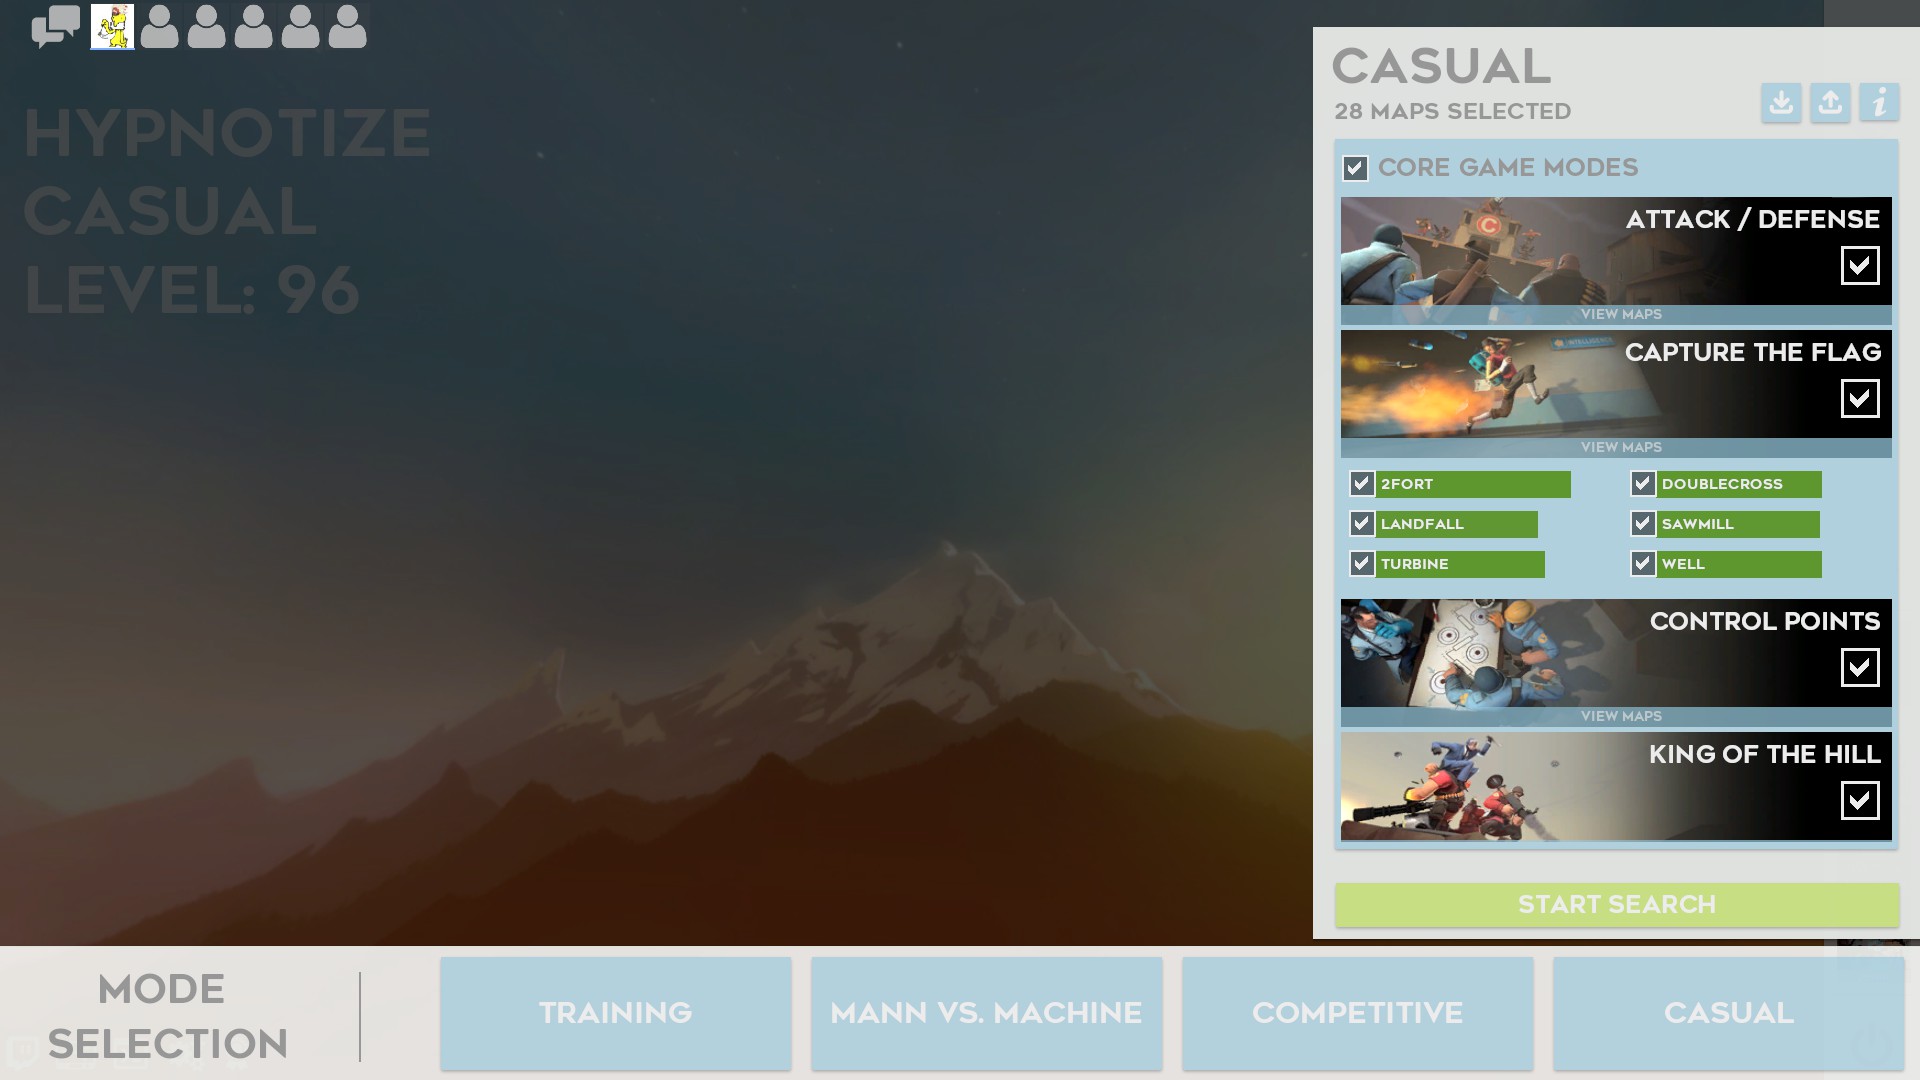 HYPNOTIZE
CASUAL
LEVEL: 96
CASUAL
28 MAPS SELECTED
i
CORE GAME MODES
ATTACK / DEFENSE
C
VIEW MAPS
INTELLIGENCE
CAPTURE THE FLAG
VIEW MAPS
2FORT
DOUBLECROSS
LANDFALL
SAWMILL
TURBINE
WELL
CONTROL POINTS
VIEW MAPS
KING OF THE HILL
START SEARCH
MODE
SELECTION
TRAINING
MANN VS. MACHINE
COMPETITIVE
CASUAL